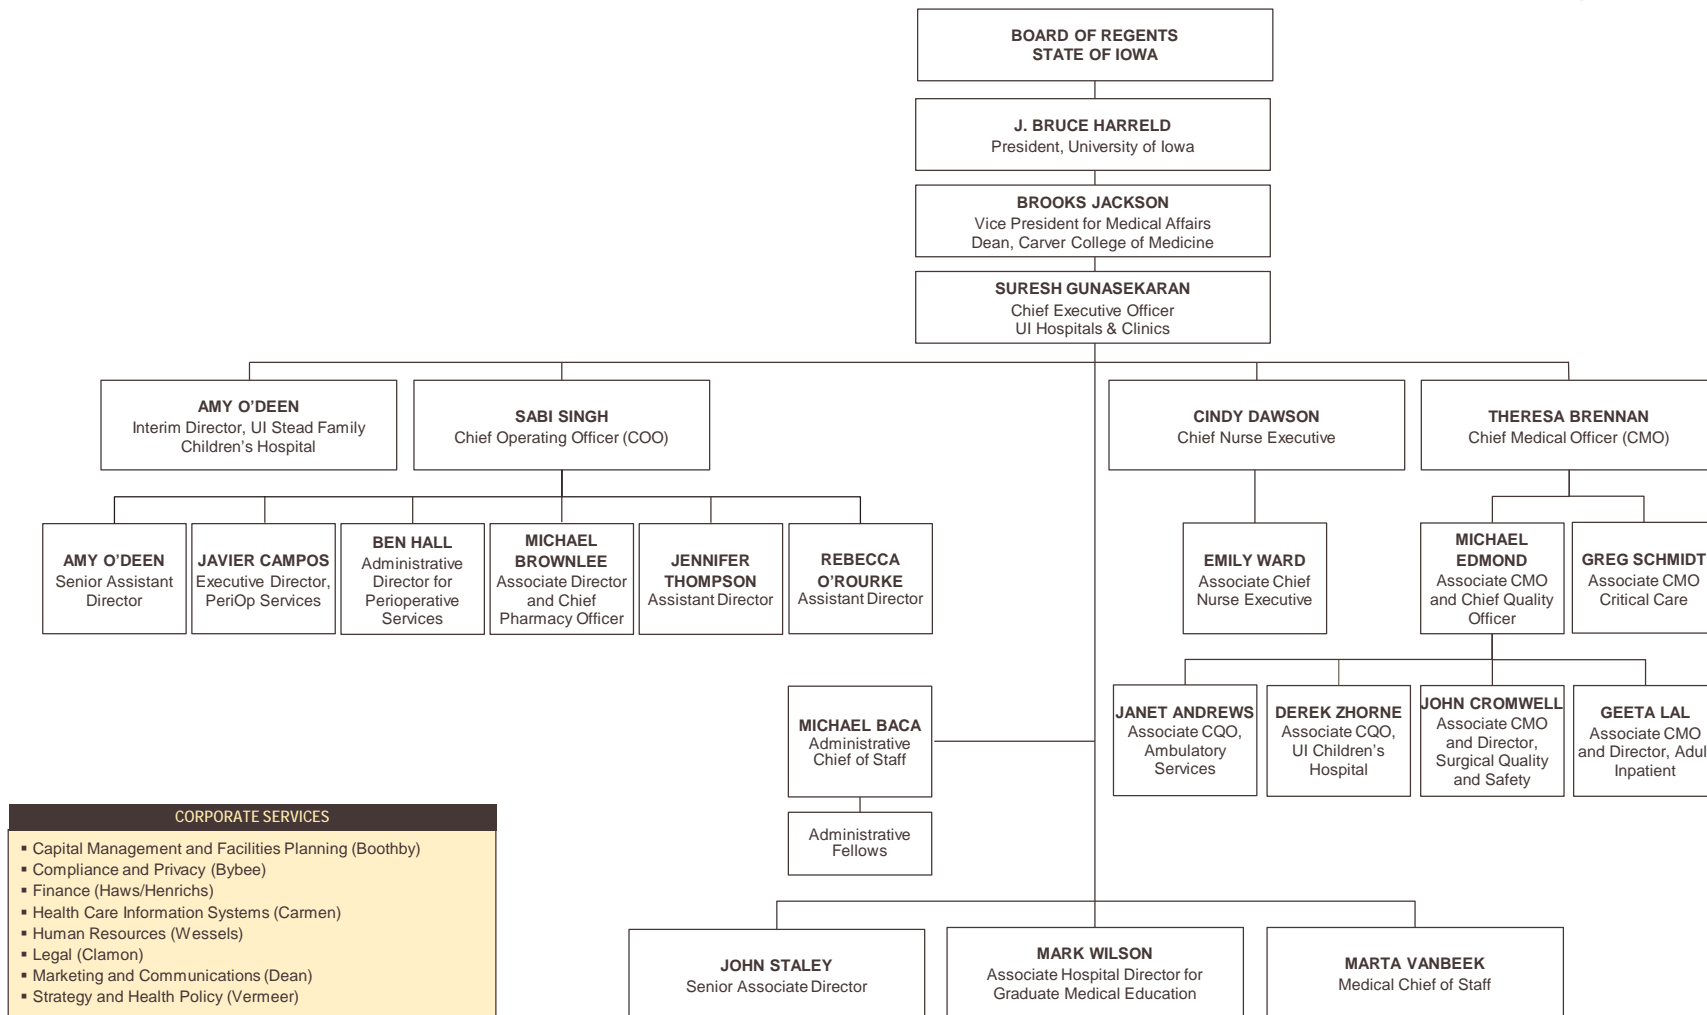 BOARD OF REGENTS
STATE OF IOWA
J. BRUCE HARRELD
President, University of Iowa
BROOKS JACKSON
Vice President for Medical Affairs
Dean, Carver College of Medicine
SURESH GUNASEKARAN
Chief Executive Officer
UI Hospitals & Clinics
AMY O’DEEN
Interim Director, UI Stead Family
Children’s Hospital
SABI SINGH
Chief Operating Officer (COO)
CINDY DAWSON
Chief Nurse Executive
THERESA BRENNAN
Chief Medical Officer (CMO)
AMY O’DEEN
Senior Assistant
Director
JAVIER CAMPOS
Executive Director,
PeriOp Services
BEN HALL
Administrative
Director for
Perioperative
Services
MICHAEL
BROWNLEE
Associate Director
and Chief
Pharmacy Officer
JENNIFER
THOMPSON
Assistant Director
REBECCA
O’ROURKE
Assistant Director
EMILY WARD
Associate Chief
Nurse Executive
MICHAEL
EDMOND
Associate CMO
and Chief Quality
Officer
GREG SCHMIDT
Associate CMO
Critical Care
MICHAEL BACA
Administrative
Chief of Staff
Administrative
Fellows
JANET ANDREWS
Associate CQO,
Ambulatory
Services
DEREK ZHORNE
Associate CQO,
UI Children’s
Hospital
JOHN CROMWELL
Associate CMO
and Director,
Surgical Quality
and Safety
GEETA LAL
Associate CMO
and Director,
Inpatient
CORPORATE SERVICES
▪ Capital Management and Facilities Planning (Boothby)
▪ Compliance and Privacy (Bybee)
▪ Finance (Haws/Henrichs)
▪ Health Care Information Systems (Carmen)
▪ Human Resources (Wessels)
▪ Legal (Clamon)
▪ Marketing and Communications (Dean)
▪ Strategy and Health Policy (Vermeer)
JOHN STALEY
Senior Associate Director
MARK WILSON
Associate Hospital Director for
Graduate Medical Education
MARTA VANBEEK
Medical Chief of Staff